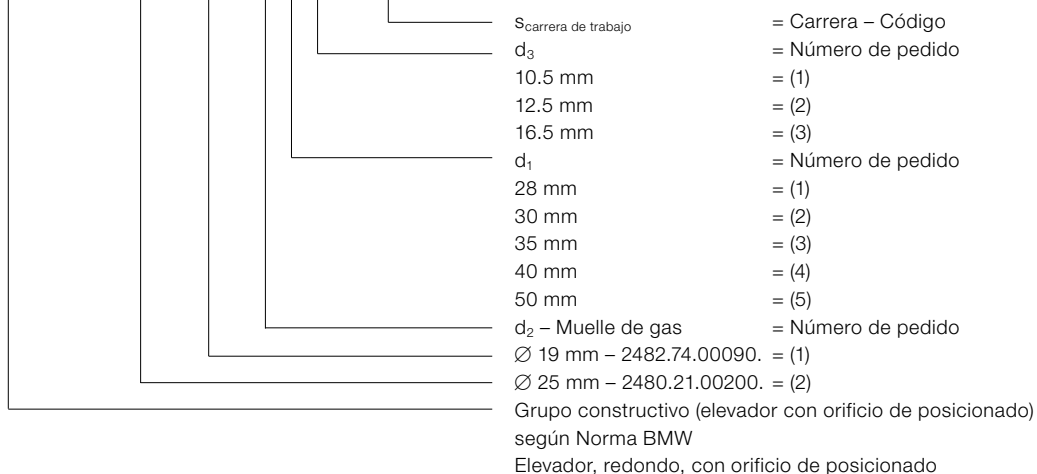 scarrera de trabajo = Carrera – Código
d3 = Número de pedido
10.5 mm = (1)
12.5 mm = (2)
16.5 mm = (3)
d1 = Número de pedido
28 mm = (1)
30 mm = (2)
35 mm = (3)
40 mm = (4)
50 mm = (5)
d2 – Muelle de gas = Número de pedido
∅ 19 mm – 2482.74.00090. = (1)
∅ 25 mm – 2480.21.00200. = (2)
Grupo constructivo (elevador con orificio de posicionado)
según Norma BMW
Elevador, redondo, con orificio de posicionado